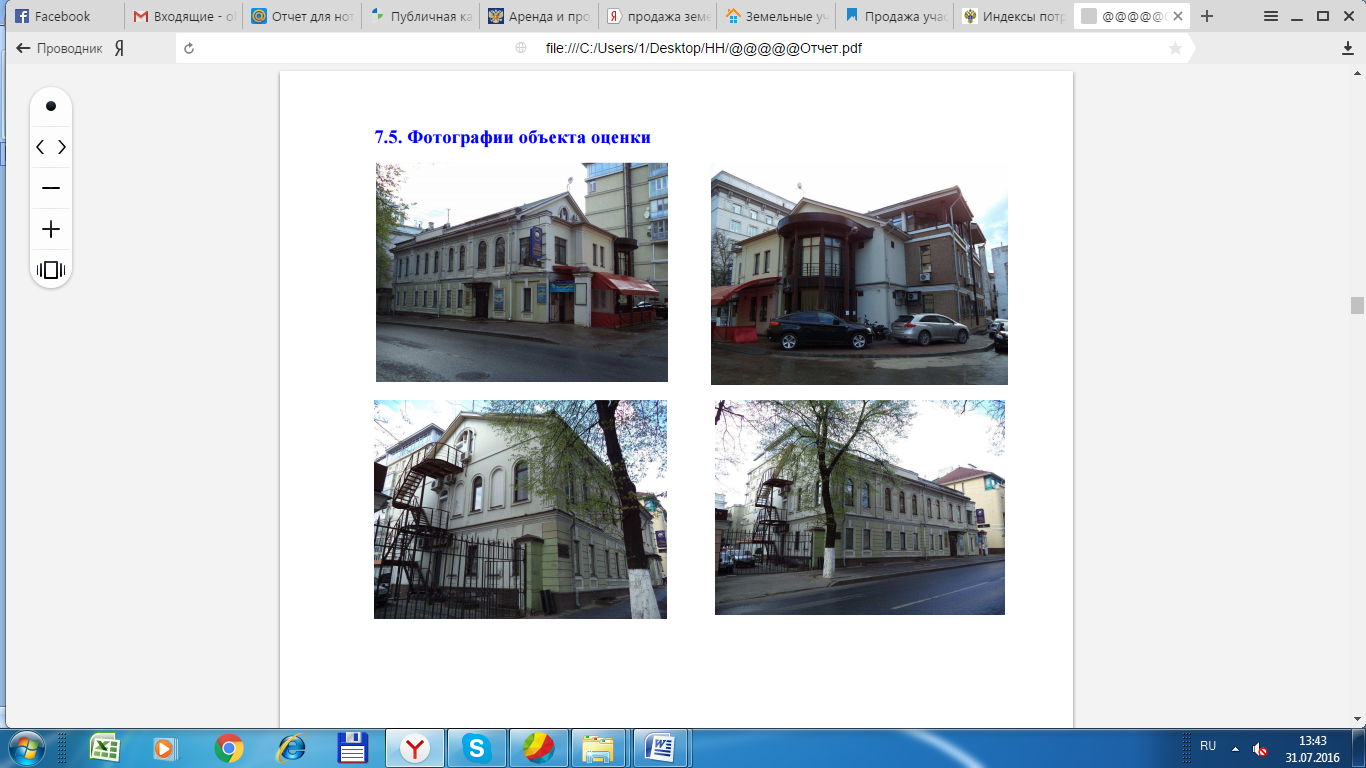 Facebook
Входящие - ol
Отчет для нот
Публичная ка
Аренда и про
продажа земе
Земельные уч
Продажа учас
Индексы потр
@@@@@
Проводник
file:///C:/Users/1/Desktop/НН/@@@@@Отчет.pdf
7.5. Фотографии объекта оценки
RU
13:43
31.07.2016